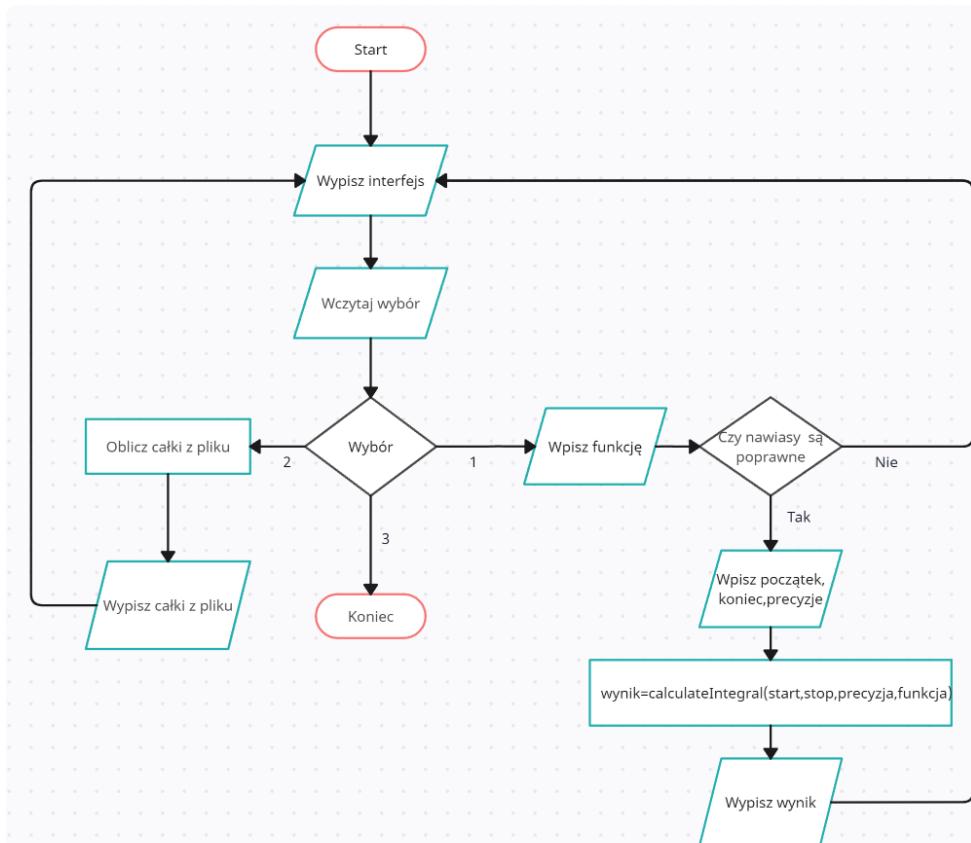 Start
Wypisz interfejs
Wczytaj wybór
Wybór
2
1
3
Oblicz całki z pliku
Wypisz całki z pliku
Koniec
Wpisz funkcję
Czy nawiasy są
poprawne
Nie
Tak
Wpisz początek,
koniec,precyzje
wynik=calculateIntegral(start,stop,precyzja,funkcja)
Wypisz wynik